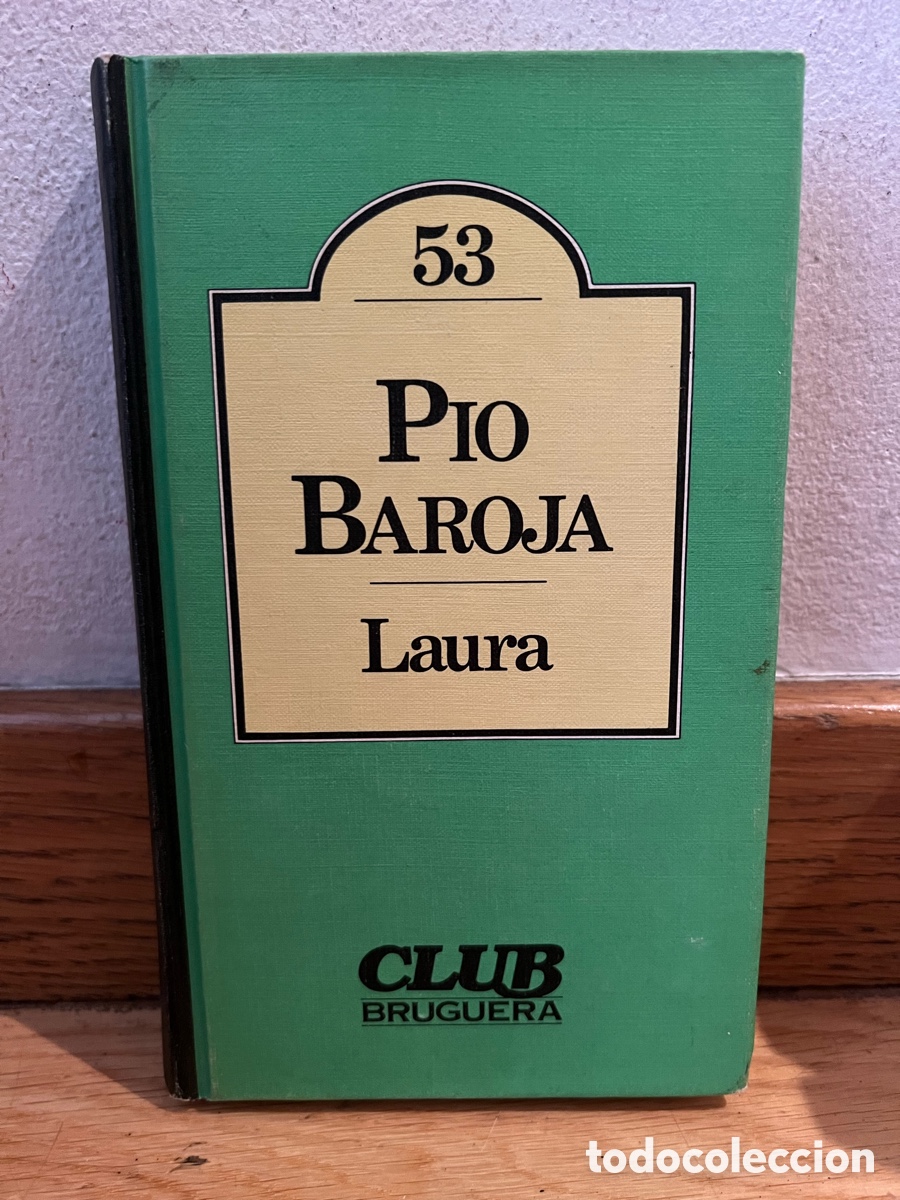 53
PIO
BAROJA
Laura
CLUB
BRUGUERA
todocoleccion